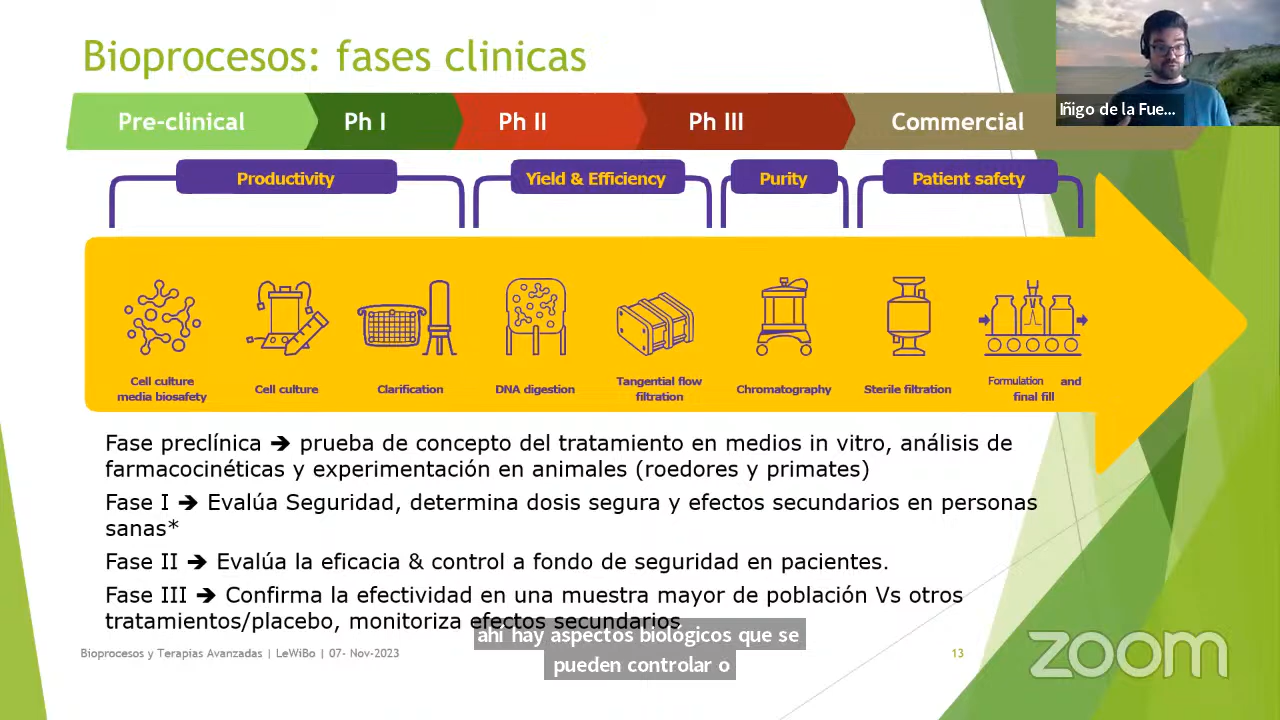 Bioprocesos: fases clinicas
Iñigo de la Fue...
Pre-clinical
Ph I
Ph II
Ph III
Commercial
Productivity
Yield & Efficiency
Purity
Patient safety
Cell culture
media biosafety
Cell culture
Clarification
DNA digestion
Tangential flow
filtration
Chromatography
Sterile filtration
Formulation and
final fill
Fase preclínica ➔ prueba de concepto del tratamiento en medios in vitro, análisis de
farmacocinéticas y experimentación en animales (roedores y primates)
Fase I ➔ Evalúa Seguridad, determina dosis segura y efectos secundarios en personas
sanas*
Fase II ➔ Evalúa la eficacia & control a fondo de seguridad en pacientes.
Fase III ➔ Confirma la efectividad en una muestra mayor de población Vs otros
tratamientos/placebo, monitoriza efectos secundarios
ahí hay aspectos biológicos que se
pueden controlar o
Bioprocesos y Terapias Avanzadas | LeWiBo | 07- Nov-2023
13
zoom